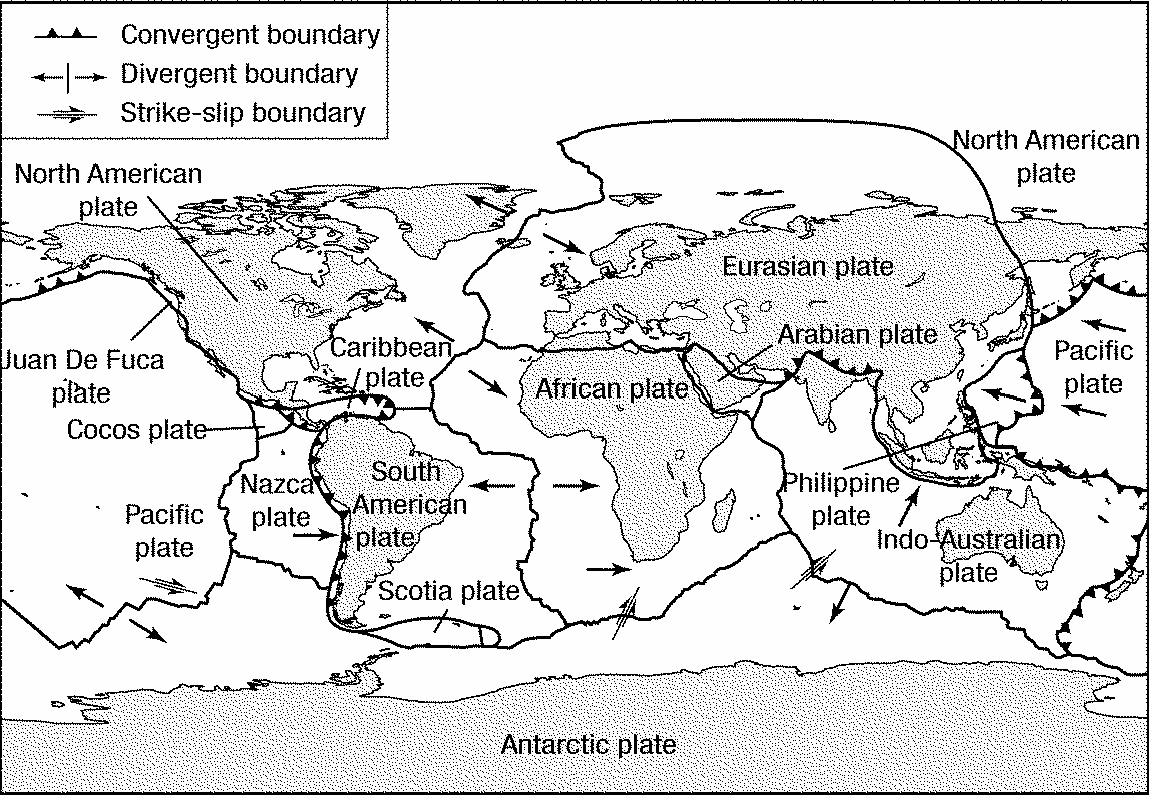 Convergent boundary
Divergent boundary
Strike-slip boundary
North American
plate
North American
plate
Eurasian plate
Juan De Fuca
plate
Caribbean
plate
Arabian plate
Pacific
plate
African plate
Cocos plate
Nazca
plate
South
American
plate
Philippine
plate
Pacific
plate
Indo-Australian
plate
Scotia plate
Antarctic plate